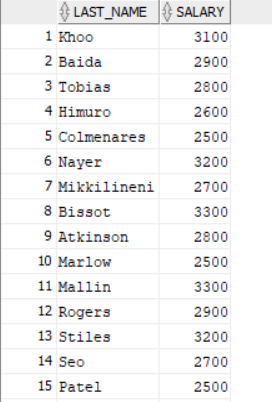 LAST_NAME SALARY
1 Khoo 3100
2 Baida 2900
3 Tobias 2800
4 Himuro 2600
5 Colmenares 2500
6 Nayer 3200
7 Mikkilineni 2700
8 Bissot 3300
9 Atkinson 2800
10 Marlow 2500
11 Mallin 3300
12 Rogers 2900
13 Stiles 3200
14 Seo 2700
15 Patel 2500